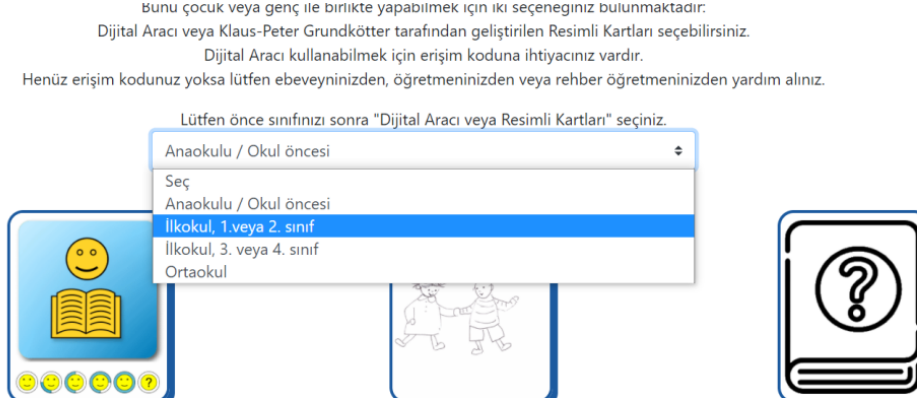 Bunu çocuk veya genç ile birlikte yapabilmek için iki seçeneğiniz bulunmaktadır:
Dijital Aracı veya Klaus-Peter Grundkötter tarafından geliştirilen Resimli Kartları seçebilirsiniz.
Dijital Aracı kullanabilmek için erişim koduna ihtiyacınız vardır.
Henüz erişim kodunuz yoksa lütfen ebeveyninizden, öğretmeninizden veya rehber öğretmeninizden yardım alınız.
Lütfen önce sınıfınızı sonra "Dijital Aracı veya Resimli Kartları" seçiniz.
Anaokulu / Okul öncesi
Seç
Anaokulu / Okul öncesi
İlkokul, 1.veya 2. sınıf
İlkokul, 3. veya 4. sınıf
Ortaokul
?
?